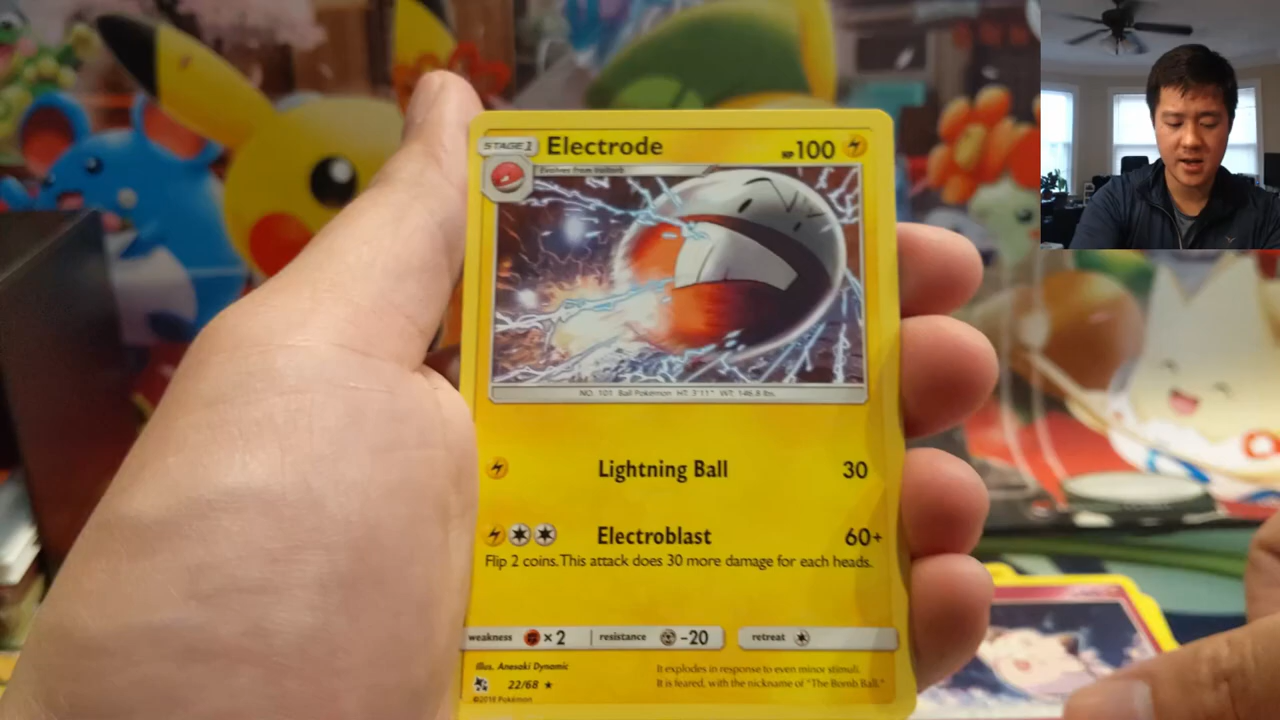 STAGE 1 Electrode HP 100
Evolves from Voltorb
NO. 101 Ball Pokémon HT: 3'11" WT: 146.8 lbs.
Lightning Ball 30
Electroblast 60+
Flip 2 coins. This attack does 30 more damage for each heads.
weakness ×2 resistance -20 retreat
Illus. Anesaki Dynamic
It explodes in response to even minor stimuli.
It is feared, with the nickname of "The Bomb Ball."
22/68 ★
©2018 Pokémon